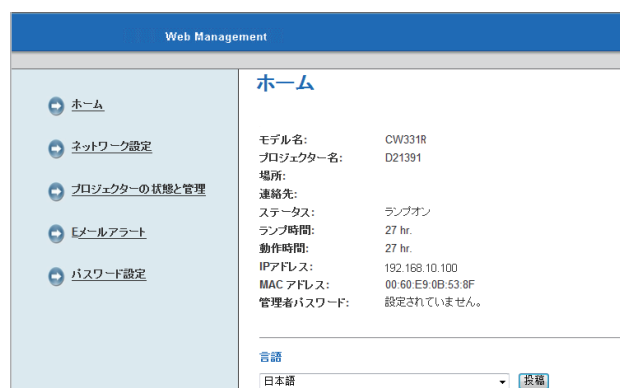 Web Management
ホーム
ホーム
ネットワーク設定
プロジェクターの状態と管理
Eメールアラート
パスワード設定
モデル名: CW331R
プロジェクター名: D21391
場所:
連絡先:
ステータス: ランプオン
ランプ時間: 27 hr.
動作時間: 27 hr.
IPアドレス: 192.168.10.100
MAC アドレス: 00:60:E9:0B:53:8F
管理者パスワード: 設定されていません。
言語
日本語 投稿